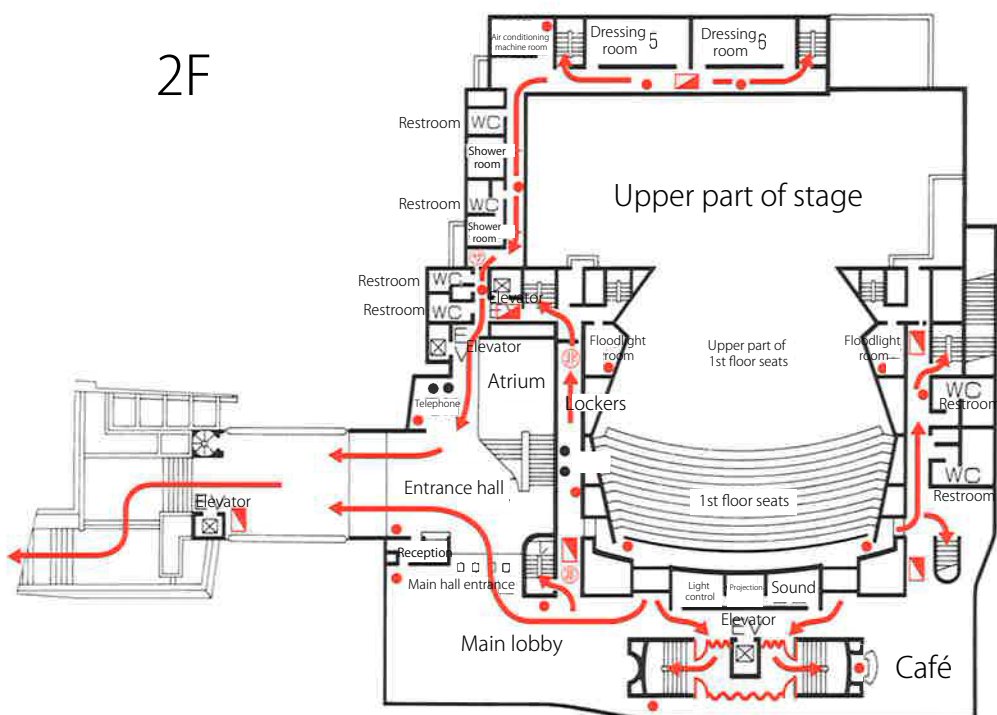 2F
Air conditioning
machine room
Dressing
room 5
Dressing
room 6
Restroom
WC
Shower
room
Restroom
WC
Shower
room
Upper part of stage
Restroom
WC
Restroom
WC
Elevator
EV
Elevator
Floodlight
room
Upper part of
1st floor seats
Floodlight
room
Atrium
Telephone
Lockers
WC
Restroom
WC
Restroom
Elevator
EV
Entrance hall
1st floor seats
Reception
Main hall entrance
Light
control
Projection
Sound
Elevator
EV
Main lobby
Café